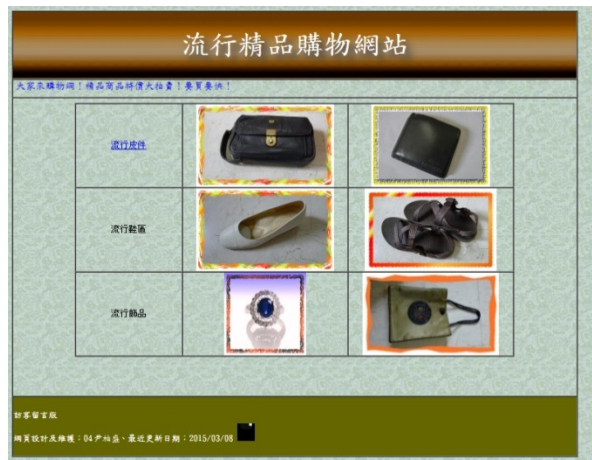 流行精品購物網站
大家來購物網！精品商品特價大拍賣！要買要快！
流行皮件
流行鞋區
流行飾品
訪客留言版
網頁設計及維護：04尹柏盛、最近更新日期：2015/03/08